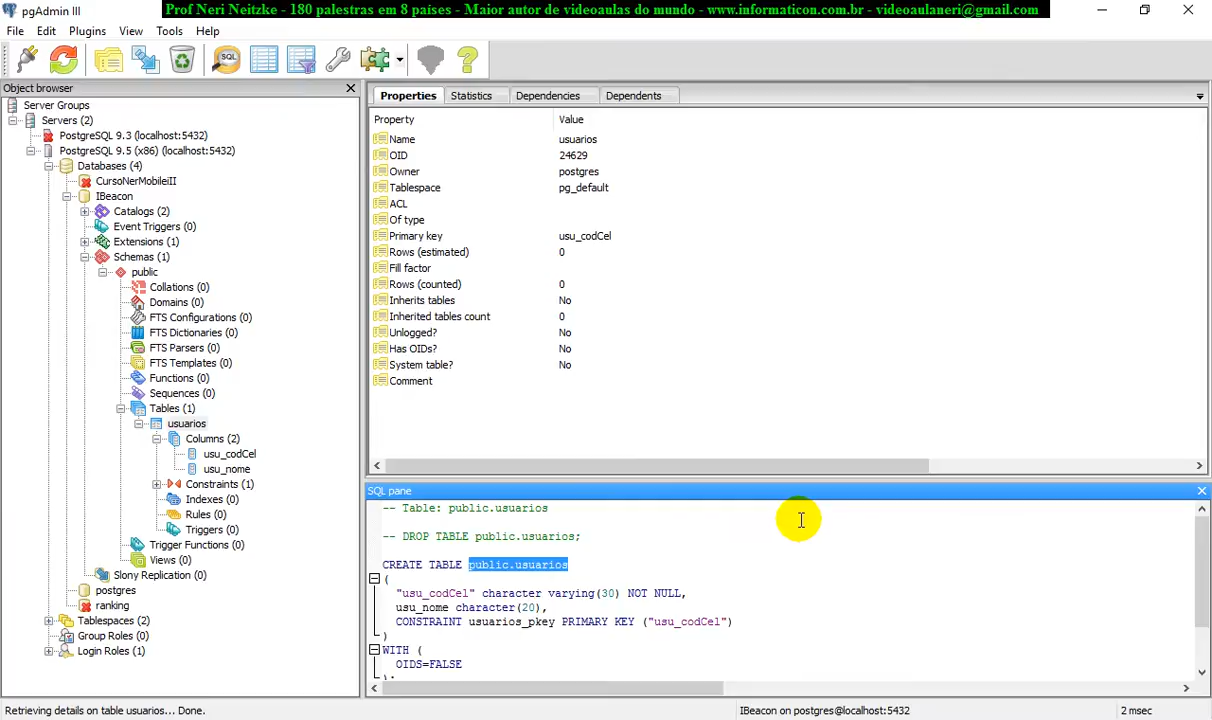 pgAdmin III
Prof Neri Neitzke - 180 palestras em 8 países - Maior autor de videoaulas do mundo - www.informaticon.com.br - videoaulaneri@gmail.com
File Edit Plugins View Tools Help
SQL
Object browser
Server Groups
Servers (2)
PostgreSQL 9.3 (localhost:5432)
PostgreSQL 9.5 (x86) (localhost:5432)
Databases (4)
CursoNerMobileiI
IBeacon
Catalogs (2)
Event Triggers (0)
Extensions (1)
Schemas (1)
public
Collations (0)
Domains (0)
FTS Configurations (0)
FTS Dictionaries (0)
FTS Parsers (0)
FTS Templates (0)
Functions (0)
Sequences (0)
Tables (1)
usuarios
Columns (2)
usu_codCel
usu_nome
Constraints (1)
Indexes (0)
Rules (0)
Triggers (0)
Trigger Functions (0)
Views (0)
Slony Replication (0)
postgres
ranking
Tablespaces (2)
Group Roles (0)
Login Roles (1)
Properties Statistics Dependencies Dependents
Property Value
Name usuarios
OID 24629
Owner postgres
Tablespace pg_default
ACL
Of type
Primary key usu_codCel
Rows (estimated) 0
Fill factor
Rows (counted) 0
Inherits tables No
Inherited tables count 0
Unlogged? No
Has OIDs? No
System table? No
Comment
SQL pane
-- Table: public.usuarios
-- DROP TABLE public.usuarios;
CREATE TABLE public.usuarios
(
"usu_codCel" character varying(30) NOT NULL,
usu_nome character(20),
CONSTRAINT usuarios_pkey PRIMARY KEY ("usu_codCel")
)
WITH (
OIDS=FALSE
);
Retrieving details on table usuarios... Done.
IBeacon on postgres@localhost:5432
2 msec